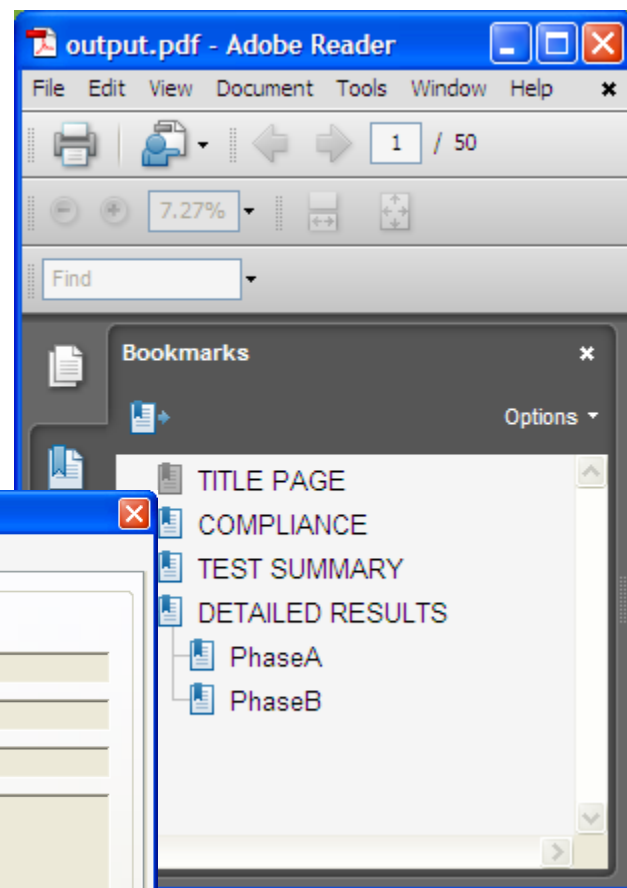 output.pdf - Adobe Reader
File Edit View Document Tools Window Help
1 / 50
7.27%
Find
Bookmarks
Options
TITLE PAGE
COMPLIANCE
TEST SUMMARY
DETAILED RESULTS
PhaseA
PhaseB